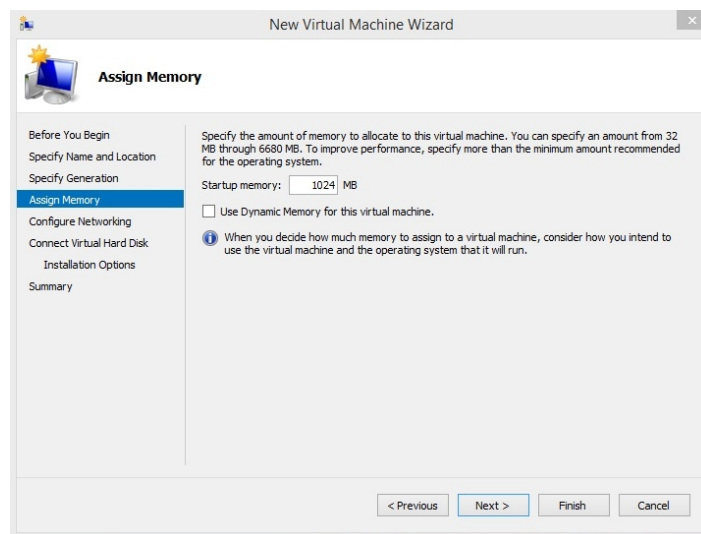 New Virtual Machine Wizard
Assign Memory
Before You Begin
Specify Name and Location
Specify Generation
Assign Memory
Configure Networking
Connect Virtual Hard Disk
Installation Options
Summary
Specify the amount of memory to allocate to this virtual machine. You can specify an amount from 32
MB through 6680 MB. To improve performance, specify more than the minimum amount recommended
for the operating system.
Startup memory: 1024 MB
Use Dynamic Memory for this virtual machine.
When you decide how much memory to assign to a virtual machine, consider how you intend to
use the virtual machine and the operating system that it will run.
< Previous Next > Finish Cancel